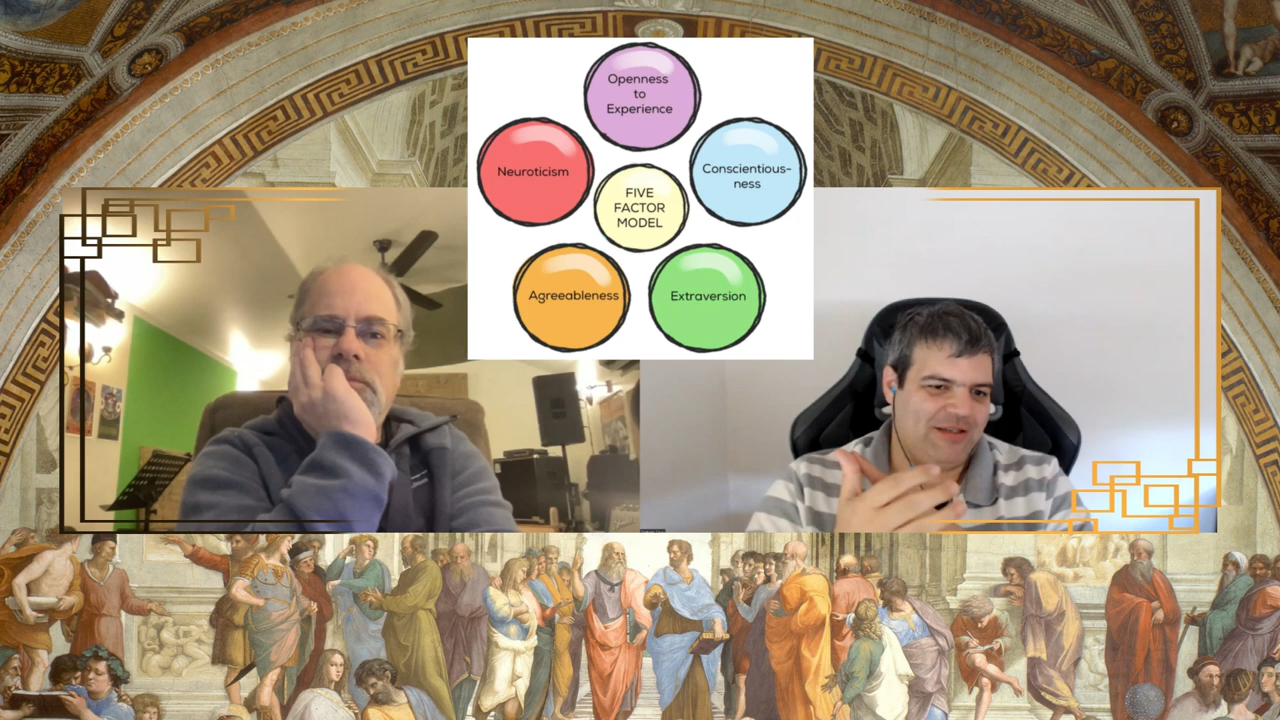 Openness
to
Experience
Neuroticism
Conscientious-
ness
FIVE
FACTOR
MODEL
Agreeableness
Extraversion